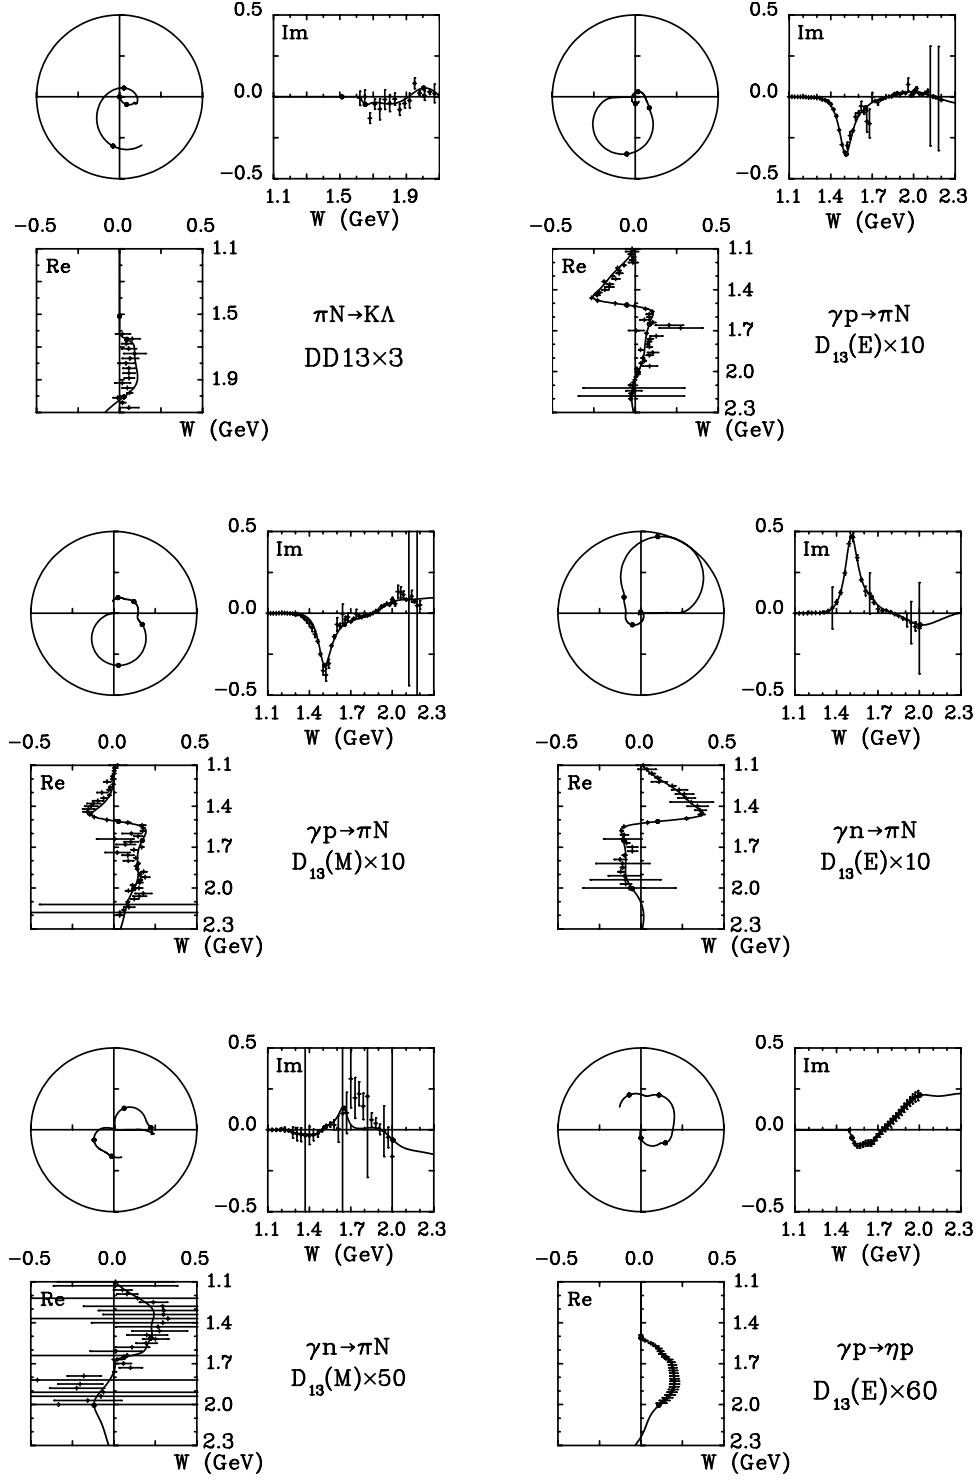 0.5
Im
0.0
−0.5
1.1 1.5 1.9
W (GeV)
−0.5 0.0 0.5
Re
1.1
1.5
1.9
W (GeV)
πN→KΛ
DD13×3
0.5
Im
0.0
−0.5
1.1 1.4 1.7 2.0 2.3
W (GeV)
−0.5 0.0 0.5
Re
1.1
1.4
1.7
2.0
2.3
W (GeV)
γp→πN
D₁₃(E)×10
0.5
Im
0.0
−0.5
1.1 1.4 1.7 2.0 2.3
W (GeV)
−0.5 0.0 0.5
Re
1.1
1.4
1.7
2.0
2.3
W (GeV)
γp→πN
D₁₃(M)×10
0.5
Im
0.0
−0.5
1.1 1.4 1.7 2.0 2.3
W (GeV)
−0.5 0.0 0.5
Re
1.1
1.4
1.7
2.0
2.3
W (GeV)
γn→πN
D₁₃(E)×10
0.5
Im
0.0
−0.5
1.1 1.4 1.7 2.0 2.3
W (GeV)
−0.5 0.0 0.5
Re
1.1
1.4
1.7
2.0
2.3
W (GeV)
γn→πN
D₁₃(M)×50
0.5
Im
0.0
−0.5
1.1 1.4 1.7 2.0 2.3
W (GeV)
−0.5 0.0 0.5
Re
1.1
1.4
1.7
2.0
2.3
W (GeV)
γp→ηp
D₁₃(E)×60